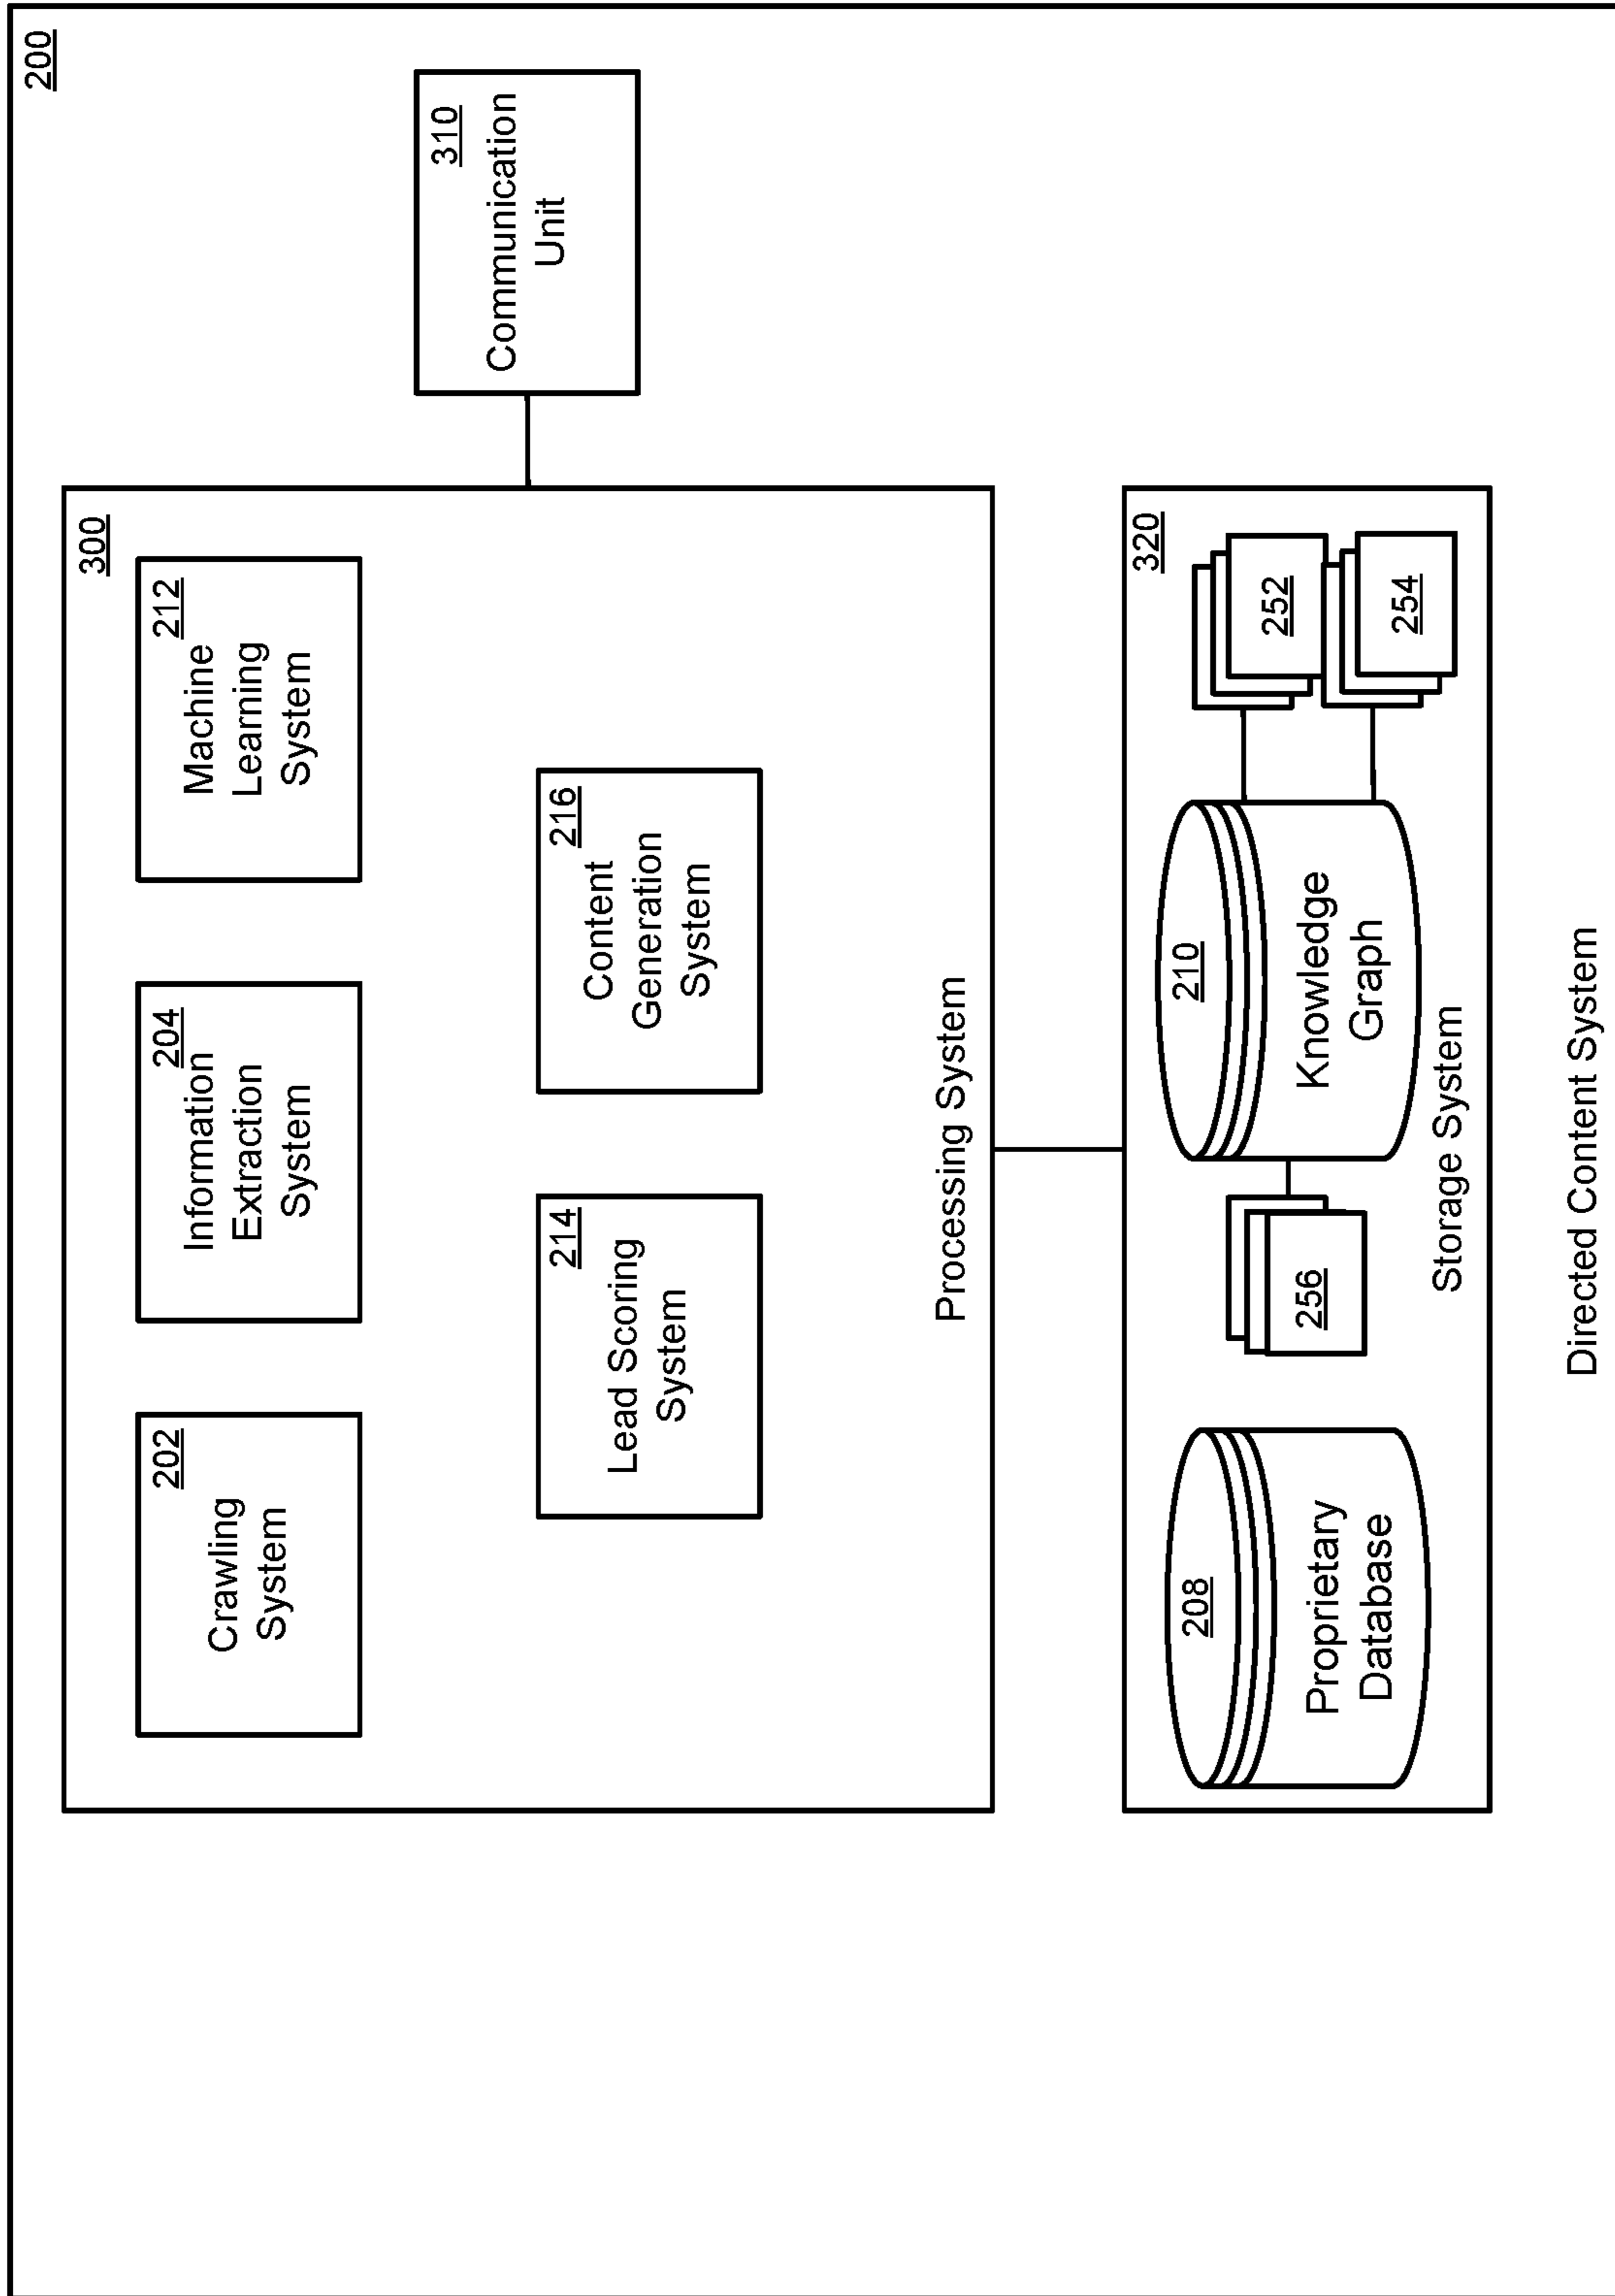 200
300
202
Crawling
System
204
Information
Extraction
System
212
Machine
Learning
System
214
Lead Scoring
System
216
Content
Generation
System
Processing System
310
Communication
Unit
320
208
Proprietary
Database
256
210
Knowledge
Graph
252
254
Storage System
Directed Content System